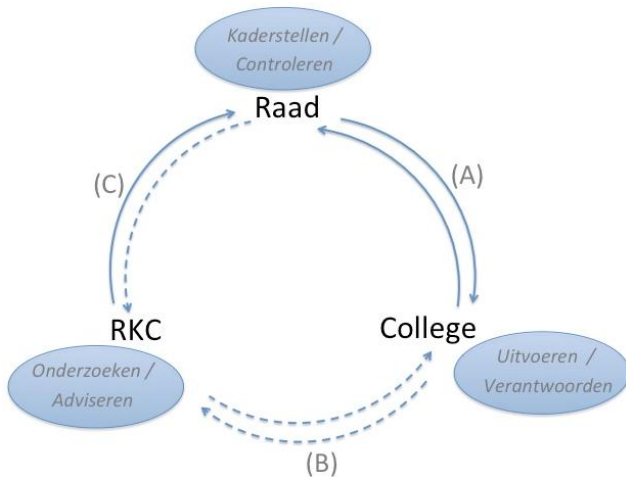 Kaderstellen /
Controleren
Raad
(C)
(A)
RKC
College
Onderzoeken /
Adviseren
Uitvoeren /
Verantwoorden
(B)